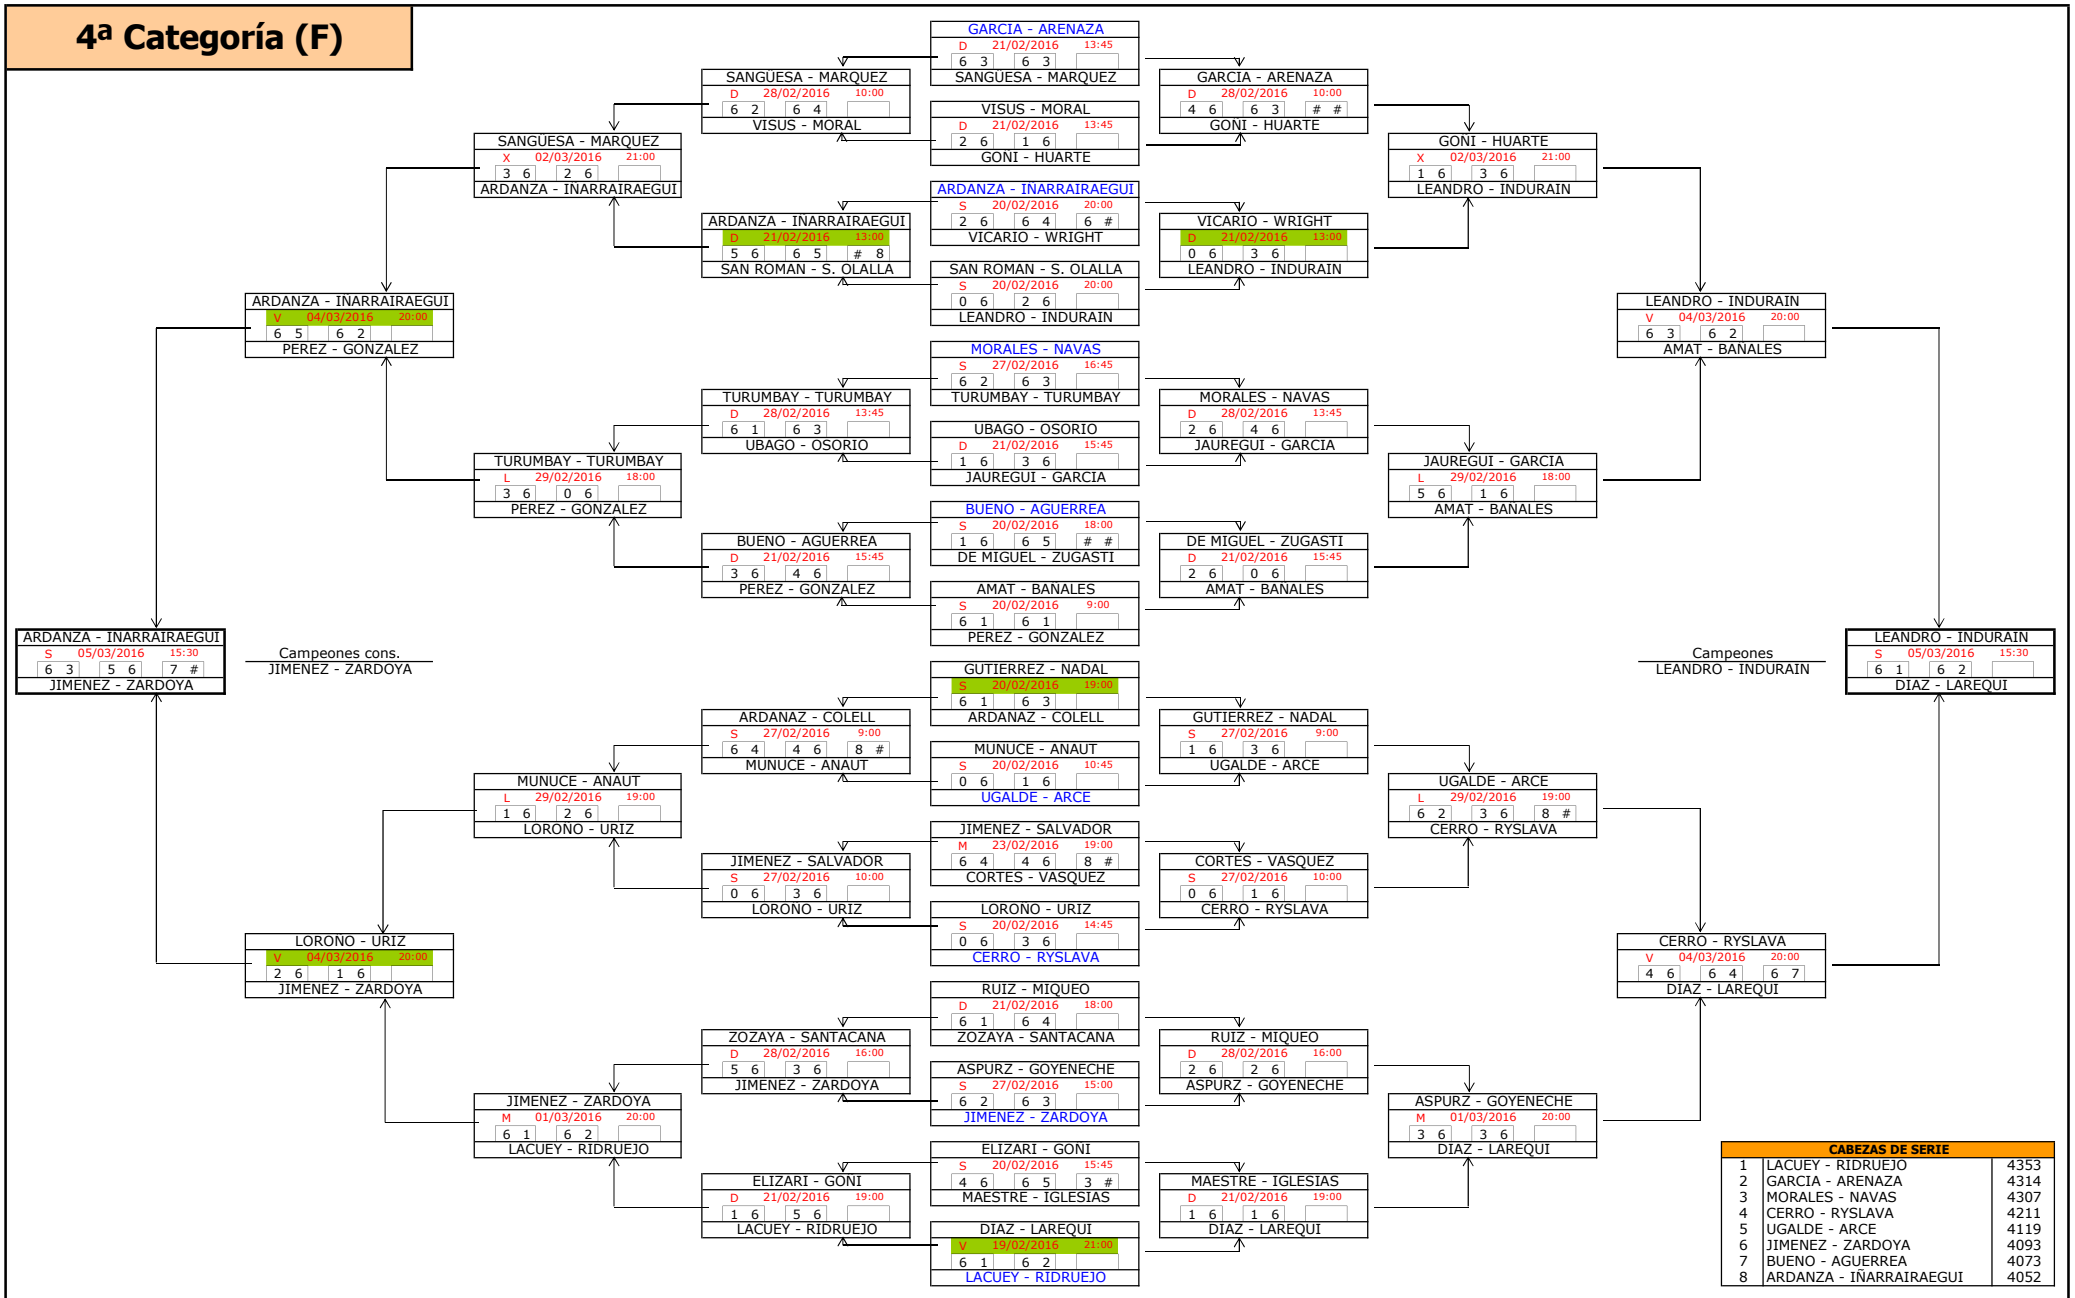 4ª Categoría (F)
GARCIA - ARENAZA
D 21/02/2016 13:45
6 3 6 3
SANGÜESA - MARQUEZ
VISUS - MORAL
D 21/02/2016 13:45
2 6 1 6
GOÑI - HUARTE
ARDANZA - IÑARRAIRAEGUI
S 20/02/2016 20:00
2 6 6 4 6 #
VICARIO - WRIGHT
SAN ROMAN - S. OLALLA
S 20/02/2016 20:00
0 6 2 6
LEANDRO - INDURAIN
MORALES - NAVAS
S 27/02/2016 16:45
6 2 6 3
TURUMBAY - TURUMBAY
UBAGO - OSORIO
D 21/02/2016 15:45
1 6 3 6
JAUREGUI - GARCIA
BUENO - AGUERREA
S 20/02/2016 18:00
1 6 6 5 # #
DE MIGUEL - ZUGASTI
AMAT - BAÑALES
S 20/02/2016 9:00
6 1 6 1
PEREZ - GONZALEZ
GUTIERREZ - NADAL
S 20/02/2016 19:00
6 1 6 3
ARDANAZ - COLELL
MUNUCE - ANAUT
S 20/02/2016 10:45
0 6 1 6
UGALDE - ARCE
JIMENEZ - SALVADOR
M 23/02/2016 19:00
6 4 4 6 8 #
CORTES - VASQUEZ
LOROÑO - URIZ
S 20/02/2016 14:45
0 6 3 6
CERRO - RYSLAVA
RUIZ - MIQUEO
D 21/02/2016 18:00
6 1 6 4
ZOZAYA - SANTACANA
ASPURZ - GOYENECHE
S 27/02/2016 15:00
6 2 6 3
JIMENEZ - ZARDOYA
ELIZARI - GOÑI
S 20/02/2016 15:45
4 6 6 5 3 #
MAESTRE - IGLESIAS
DIAZ - LAREQUI
V 19/02/2016 21:00
6 1 6 2
LACUEY - RIDRUEJO
SANGÜESA - MARQUEZ
D 28/02/2016 10:00
6 2 6 4
VISUS - MORAL
ARDANZA - IÑARRAIRAEGUI
D 21/02/2016 13:00
5 6 6 5 # 8
SAN ROMAN - S. OLALLA
TURUMBAY - TURUMBAY
D 28/02/2016 13:45
6 1 6 3
UBAGO - OSORIO
BUENO - AGUERREA
D 21/02/2016 15:45
3 6 4 6
PEREZ - GONZALEZ
ARDANAZ - COLELL
S 27/02/2016 9:00
6 4 4 6 8 #
MUNUCE - ANAUT
JIMENEZ - SALVADOR
S 27/02/2016 10:00
0 6 3 6
LOROÑO - URIZ
ZOZAYA - SANTACANA
D 28/02/2016 16:00
5 6 3 6
JIMENEZ - ZARDOYA
ELIZARI - GOÑI
D 21/02/2016 19:00
1 6 5 6
LACUEY - RIDRUEJO
SANGÜESA - MARQUEZ
X 02/03/2016 21:00
3 6 2 6
ARDANZA - IÑARRAIRAEGUI
TURUMBAY - TURUMBAY
L 29/02/2016 18:00
3 6 0 6
PEREZ - GONZALEZ
MUNUCE - ANAUT
L 29/02/2016 19:00
1 6 2 6
LOROÑO - URIZ
JIMENEZ - ZARDOYA
M 01/03/2016 20:00
6 1 6 2
LACUEY - RIDRUEJO
ARDANZA - IÑARRAIRAEGUI
V 04/03/2016 20:00
6 5 6 2
PEREZ - GONZALEZ
LOROÑO - URIZ
V 04/03/2016 20:00
2 6 1 6
JIMENEZ - ZARDOYA
ARDANZA - IÑARRAIRAEGUI
S 05/03/2016 15:30
6 3 5 6 7 #
JIMENEZ - ZARDOYA
Campeones cons.
JIMENEZ - ZARDOYA
GARCIA - ARENAZA
D 28/02/2016 10:00
4 6 6 3 # #
GOÑI - HUARTE
VICARIO - WRIGHT
D 21/02/2016 13:00
0 6 3 6
LEANDRO - INDURAIN
MORALES - NAVAS
D 28/02/2016 13:45
2 6 4 6
JAUREGUI - GARCIA
DE MIGUEL - ZUGASTI
D 21/02/2016 15:45
2 6 0 6
AMAT - BAÑALES
GUTIERREZ - NADAL
S 27/02/2016 9:00
1 6 3 6
UGALDE - ARCE
CORTES - VASQUEZ
S 27/02/2016 10:00
0 6 1 6
CERRO - RYSLAVA
RUIZ - MIQUEO
D 28/02/2016 16:00
2 6 2 6
ASPURZ - GOYENECHE
MAESTRE - IGLESIAS
D 21/02/2016 19:00
1 6 1 6
DIAZ - LAREQUI
GOÑI - HUARTE
X 02/03/2016 21:00
1 6 3 6
LEANDRO - INDURAIN
JAUREGUI - GARCIA
L 29/02/2016 18:00
5 6 1 6
AMAT - BAÑALES
UGALDE - ARCE
L 29/02/2016 19:00
6 2 3 6 8 #
CERRO - RYSLAVA
ASPURZ - GOYENECHE
M 01/03/2016 20:00
3 6 3 6
DIAZ - LAREQUI
LEANDRO - INDURAIN
V 04/03/2016 20:00
6 3 6 2
AMAT - BAÑALES
CERRO - RYSLAVA
V 04/03/2016 20:00
4 6 6 4 6 7
DIAZ - LAREQUI
Campeones
LEANDRO - INDURAIN
LEANDRO - INDURAIN
S 05/03/2016 15:30
6 1 6 2
DIAZ - LAREQUI
CABEZAS DE SERIE
1 LACUEY - RIDRUEJO 4353
2 GARCIA - ARENAZA 4314
3 MORALES - NAVAS 4307
4 CERRO - RYSLAVA 4211
5 UGALDE - ARCE 4119
6 JIMENEZ - ZARDOYA 4093
7 BUENO - AGUERREA 4073
8 ARDANZA - IÑARRAIRAEGUI 4052